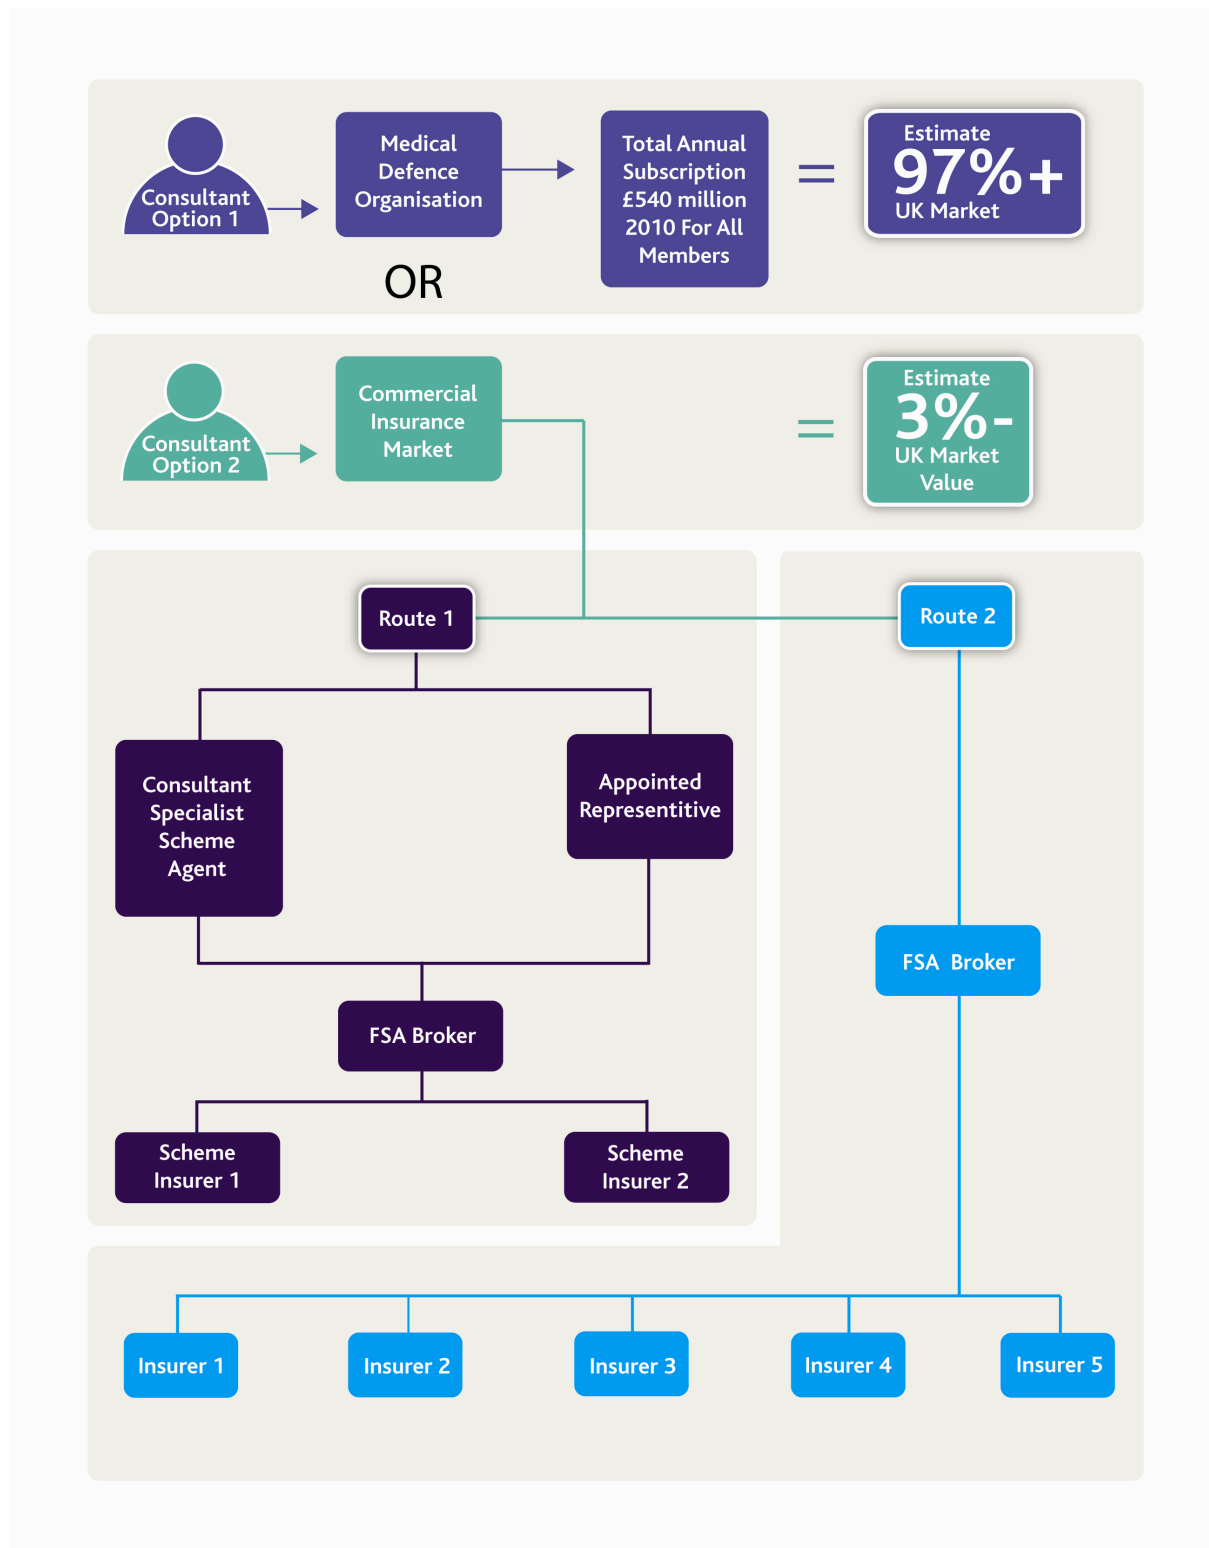 Consultant
Option 1
Medical
Defence
Organisation
Total Annual
Subscription
£540 million
2010 For All
Members
=
Estimate
97%+
UK Market
OR
Consultant
Option 2
Commercial
Insurance
Market
=
Estimate
3%-
UK Market
Value
Route 1
Route 2
Consultant
Specialist
Scheme
Agent
Appointed
Representitive
FSA Broker
FSA Broker
Scheme
Insurer 1
Scheme
Insurer 2
Insurer 1
Insurer 2
Insurer 3
Insurer 4
Insurer 5